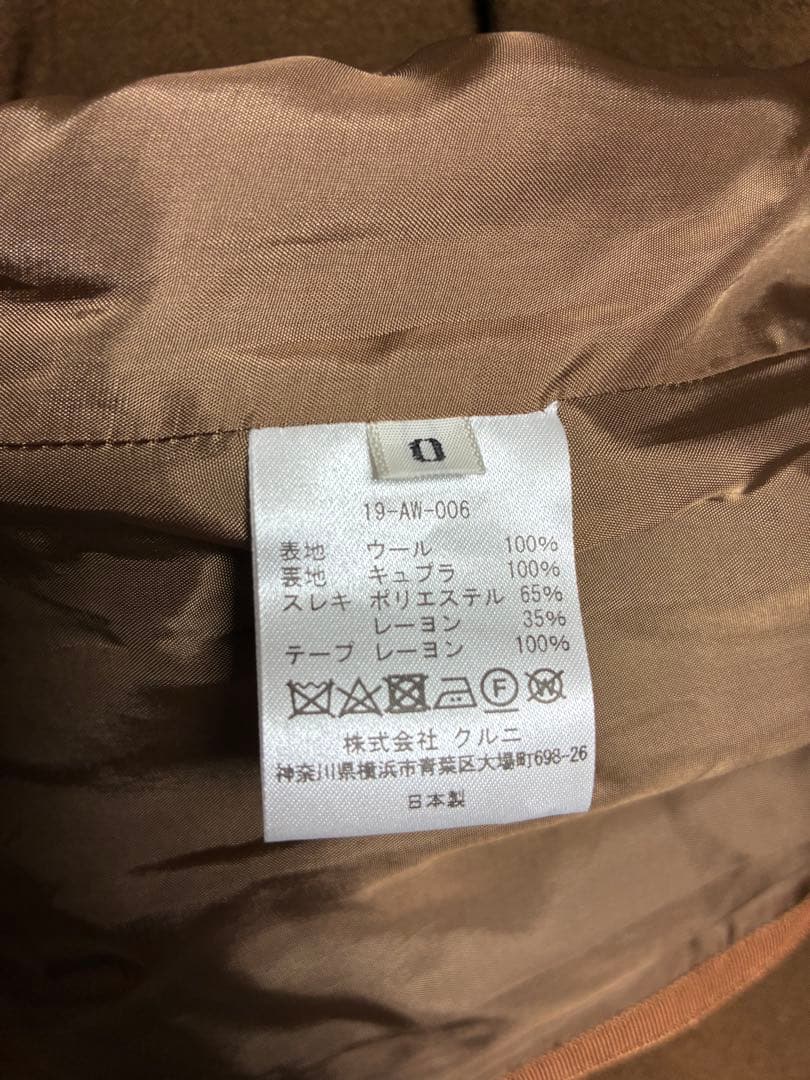 0
19-AW-006
表地 ウール 100%
裏地 キュプラ 100%
スレキ ポリエステル 65%
レーヨン 35%
テープ レーヨン 100%
F W
株式会社 クルニ
神奈川県横浜市青葉区大場町698-26
日本製